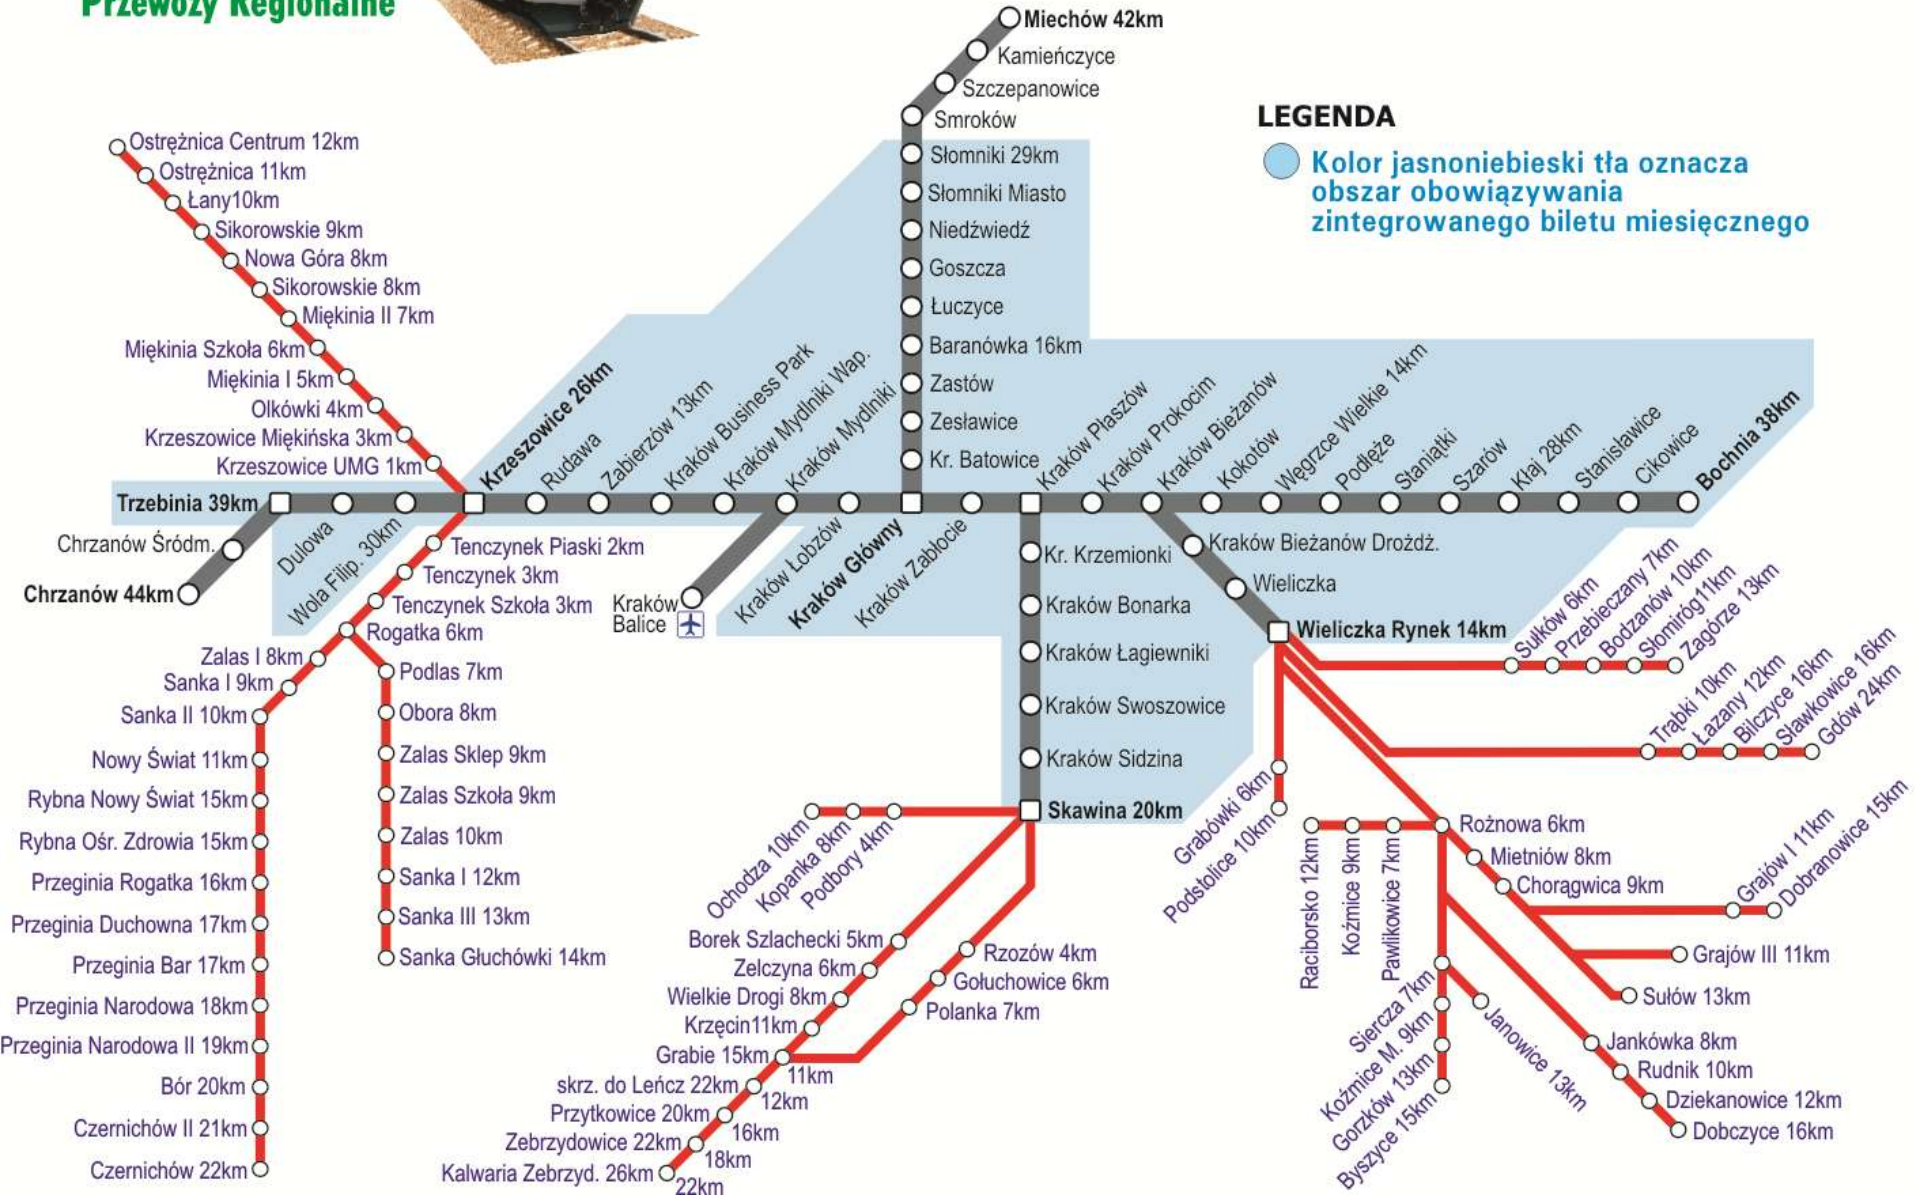 Przewozy Regionalne
Miechów 42km
Kamieńczyce
Szczepanowice
Smroków
Słomniki 29km
Słomniki Miasto
Niedźwiedź
Goszcza
Łuczyce
Baranówka 16km
Zastów
Zesławice
Kr. Batowice
LEGENDA
Kolor jasnoniebieski tła oznacza
obszar obowiązywania
zintegrowanego biletu miesięcznego
Ostrężnica Centrum 12km
Ostrężnica 11km
Łany10km
Sikorowskie 9km
Nowa Góra 8km
Sikorowskie 8km
Miękinia II 7km
Miękinia Szkoła 6km
Miękinia I 5km
Olkówki 4km
Krzeszowice Miękińska 3km
Krzeszowice UMG 1km
Trzebinia 39km
Chrzanów Śródm.
Chrzanów 44km
Dulowa
Wola Filip. 30km
Krzeszowice 26km
Rudawa
Zabierzów 13km
Kraków Business Park
Kraków Mydlniki Wap.
Kraków Mydlniki
Kraków
Balice
Kraków Łobzów
Kraków Główny
Kraków Zabłocie
Kraków Płaszów
Kraków Prokocim
Kraków Bieżanów
Kokotów
Węgrzce Wielkie 14km
Podłęże
Staniątki
Szarów
Kłaj 28km
Stanisławice
Cikowice
Bochnia 38km
Kr. Krzemionki
Kraków Bonarka
Kraków Łagiewniki
Kraków Swoszowice
Kraków Sidzina
Skawina 20km
Kraków Bieżanów Drożdż.
Wieliczka
Wieliczka Rynek 14km
Sułków 6km
Przebieczany 7km
Bodzanów 10km
Słomiróg11km
Zagórze 13km
Trąbki 10km
Łazany 12km
Bilczyce 16km
Sławkowice 16km
Gdów 24km
Grabówki 6km
Podstolice 10km
Raciborsko 12km
Koźmice 9km
Pawlikowice 7km
Rożnowa 6km
Mietniów 8km
Chorągwica 9km
Grajów I 11km
Dobranowice 15km
Grajów III 11km
Sułów 13km
Siercza 7km
Koźmice M. 9km
Gorzków 13km
Byszyce 15km
Janowice 13km
Jankówka 8km
Rudnik 10km
Dziekanowice 12km
Dobczyce 16km
Tenczynek Piaski 2km
Tenczynek 3km
Tenczynek Szkoła 3km
Rogatka 6km
Zalas I 8km
Sanka I 9km
Sanka II 10km
Nowy Świat 11km
Rybna Nowy Świat 15km
Rybna Ośr. Zdrowia 15km
Przeginia Rogatka 16km
Przeginia Duchowna 17km
Przeginia Bar 17km
Przeginia Narodowa 18km
Przeginia Narodowa II 19km
Bór 20km
Czernichów II 21km
Czernichów 22km
Podlas 7km
Obora 8km
Zalas Sklep 9km
Zalas Szkoła 9km
Zalas 10km
Sanka I 12km
Sanka III 13km
Sanka Głuchówki 14km
Ochodza 10km
Kopanka 8km
Podbory 4km
Borek Szlachecki 5km
Zelczyna 6km
Wielkie Drogi 8km
Krzęcin11km
Grabie 15km
skrz. do Leńcz 22km
Przytkowice 20km
Zebrzydowice 22km
Kalwaria Zebrzyd. 26km
11km
12km
16km
18km
22km
Rzozów 4km
Gołuchowice 6km
Polanka 7km